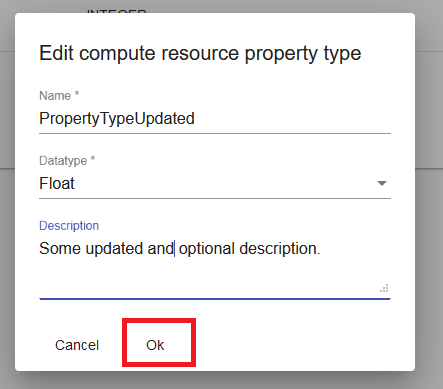 INTEGER
Edit compute resource property type
Name *
PropertyTypeUpdated
Datatype *
Float
Description
Some updated and optional description.
Cancel Ok